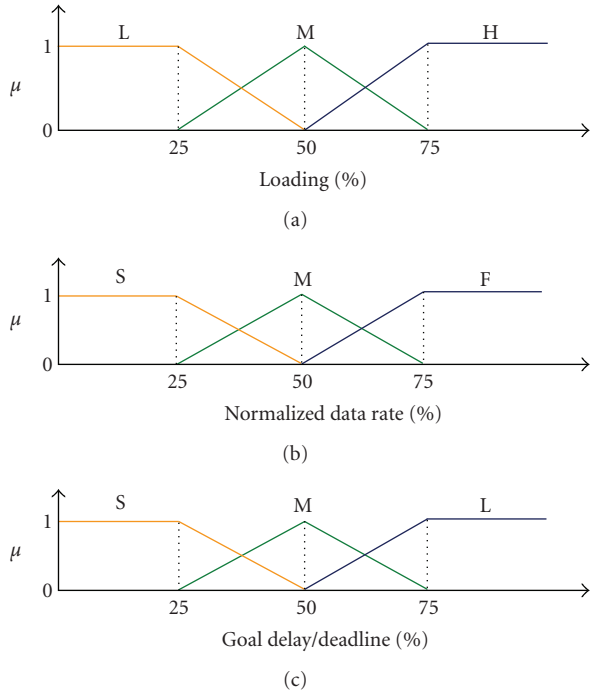 L M H
1
μ
0
25 50 75
Loading (%)
(a)
S M F
1
μ
0
25 50 75
Normalized data rate (%)
(b)
S M L
1
μ
0
25 50 75
Goal delay/deadline (%)
(c)